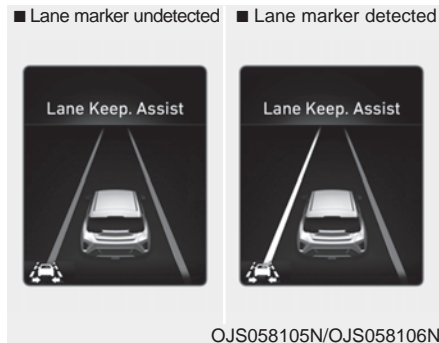 ■ Lane marker undetected
■ Lane marker detected
Lane Keep. Assist
Lane Keep. Assist
OJS058105N/OJS058106N